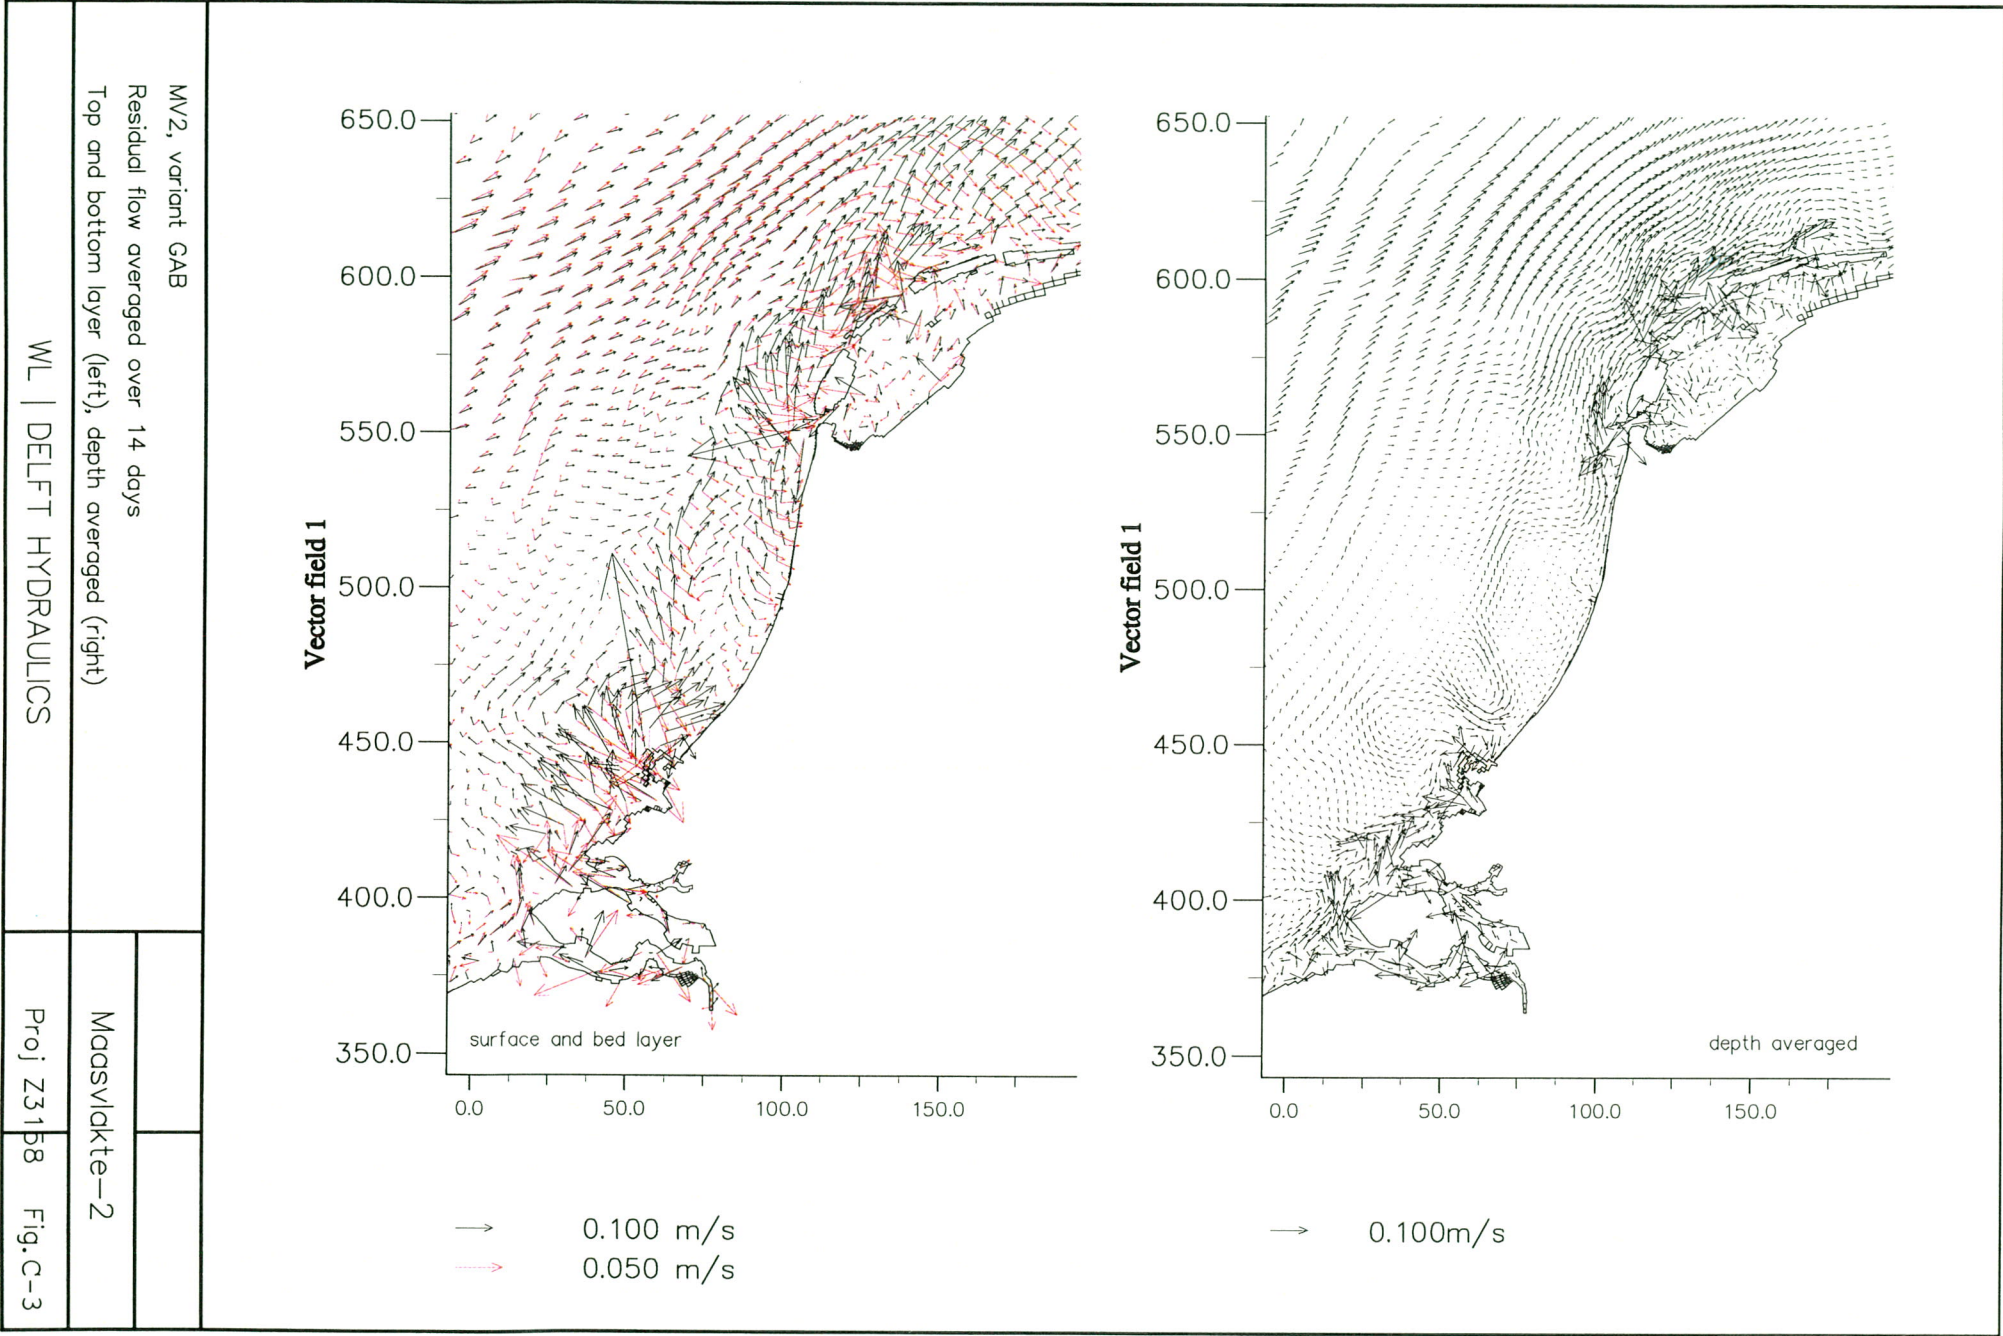 MV2, variant GAB
Residual flow averaged over 14 days
Top and bottom layer (left), depth averaged (right)
WL | DELFT HYDRAULICS
Maasvlakte-2
Proj Z3158 Fig.C-3
Vector field 1
650.0
600.0
550.0
500.0
450.0
400.0
350.0
surface and bed layer
0.0 50.0 100.0 150.0
0.100 m/s
0.050 m/s
Vector field 1
650.0
600.0
550.0
500.0
450.0
400.0
350.0
depth averaged
0.0 50.0 100.0 150.0
0.100m/s